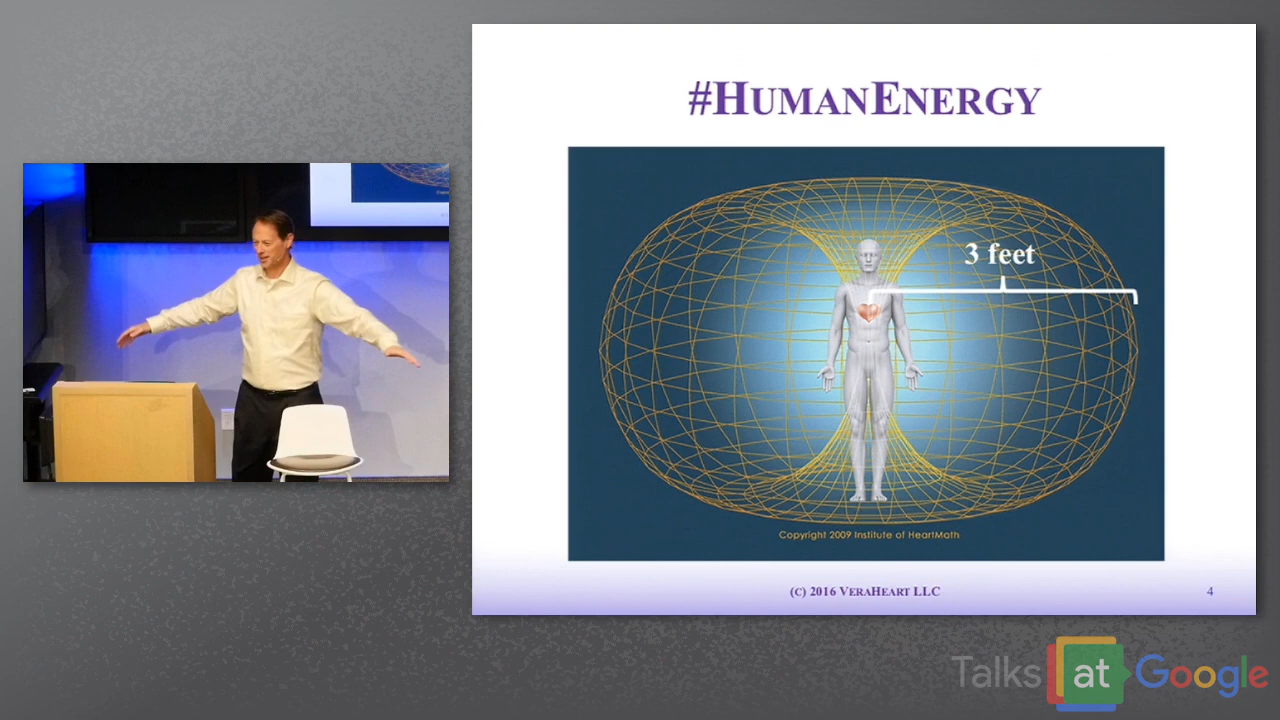 #HUMANENERGY
3 feet
Copyright 2009 Institute of HeartMath
(C) 2016 VERAHEART LLC
4
Talks at Google